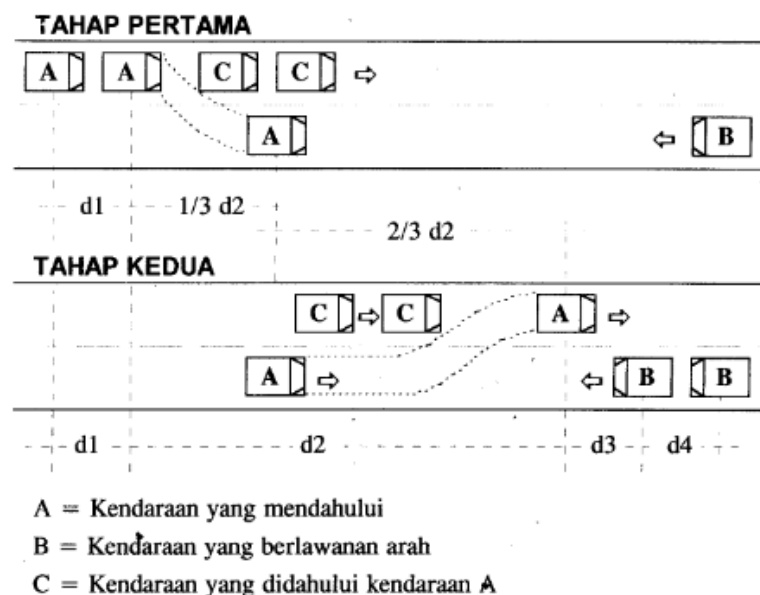 TAHAP PERTAMA
A A C C
A B
d1 1/3 d2
2/3 d2
TAHAP KEDUA
C C A
A B B
d1 d2 d3 d4
A = Kendaraan yang mendahului
B = Kendaraan yang berlawanan arah
C = Kendaraan yang didahului kendaraan A